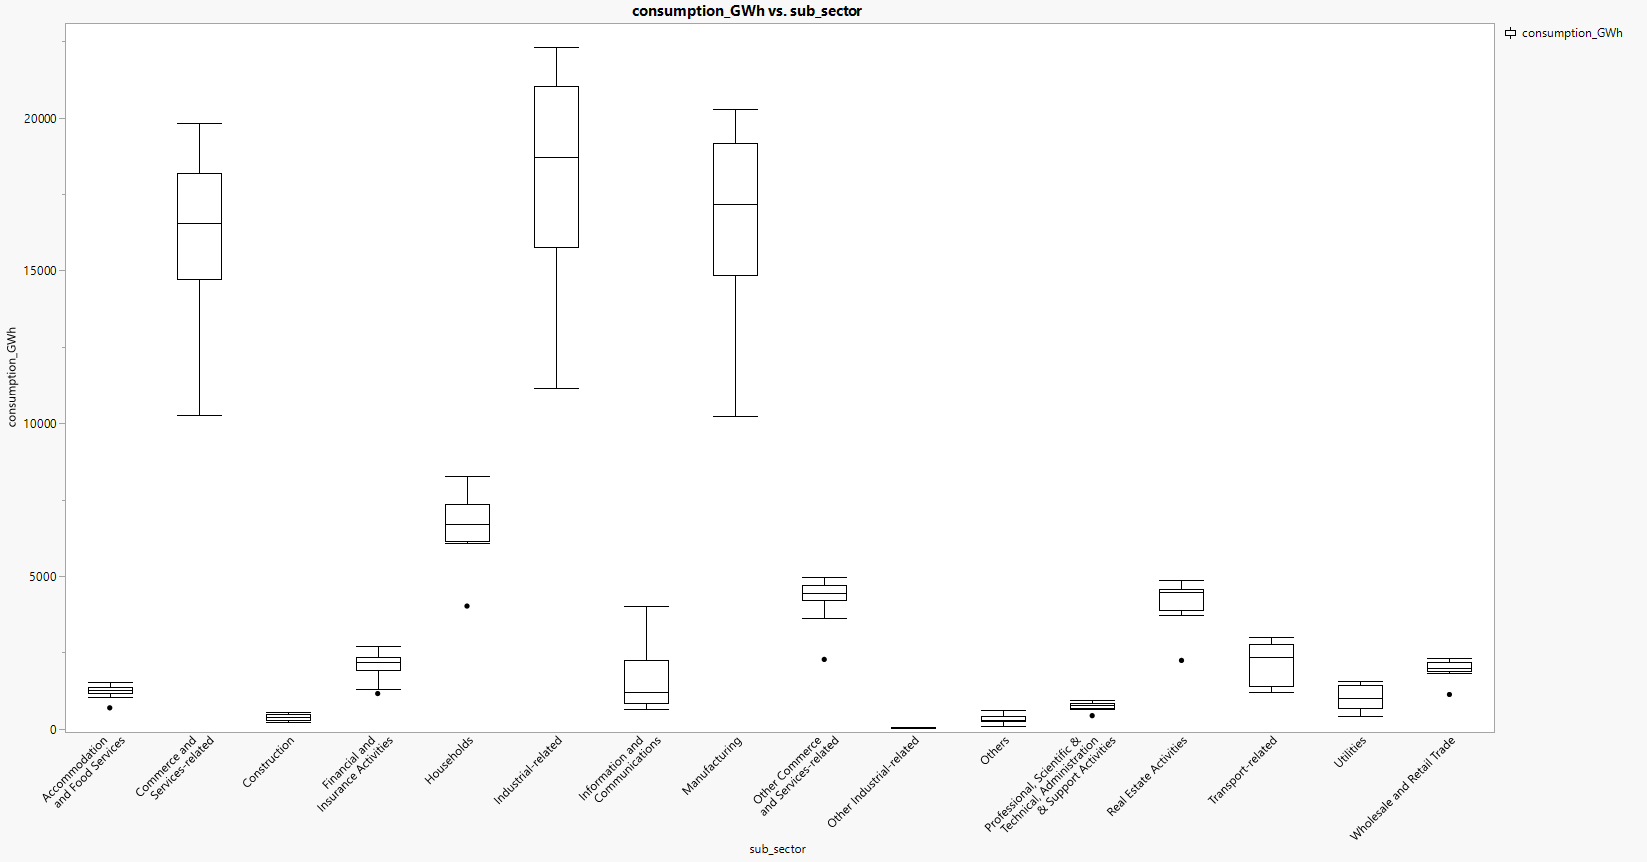 consumption_GWh vs. sub_sector
consumption_GWh
consumption_GWh
20000
15000
10000
5000
0
Accommodation
and Food Services
Commerce and
Services-related
Construction
Financial and
Insurance Activities
Households
Industrial-related
Information and
Communications
Manufacturing
Other Commerce
and Services-related
Other Industrial-related
Others
Professional, Scientific &
Technical, Administration
& Support Activities
Real Estate Activities
Transport-related
Utilities
Wholesale and Retail Trade
sub_sector